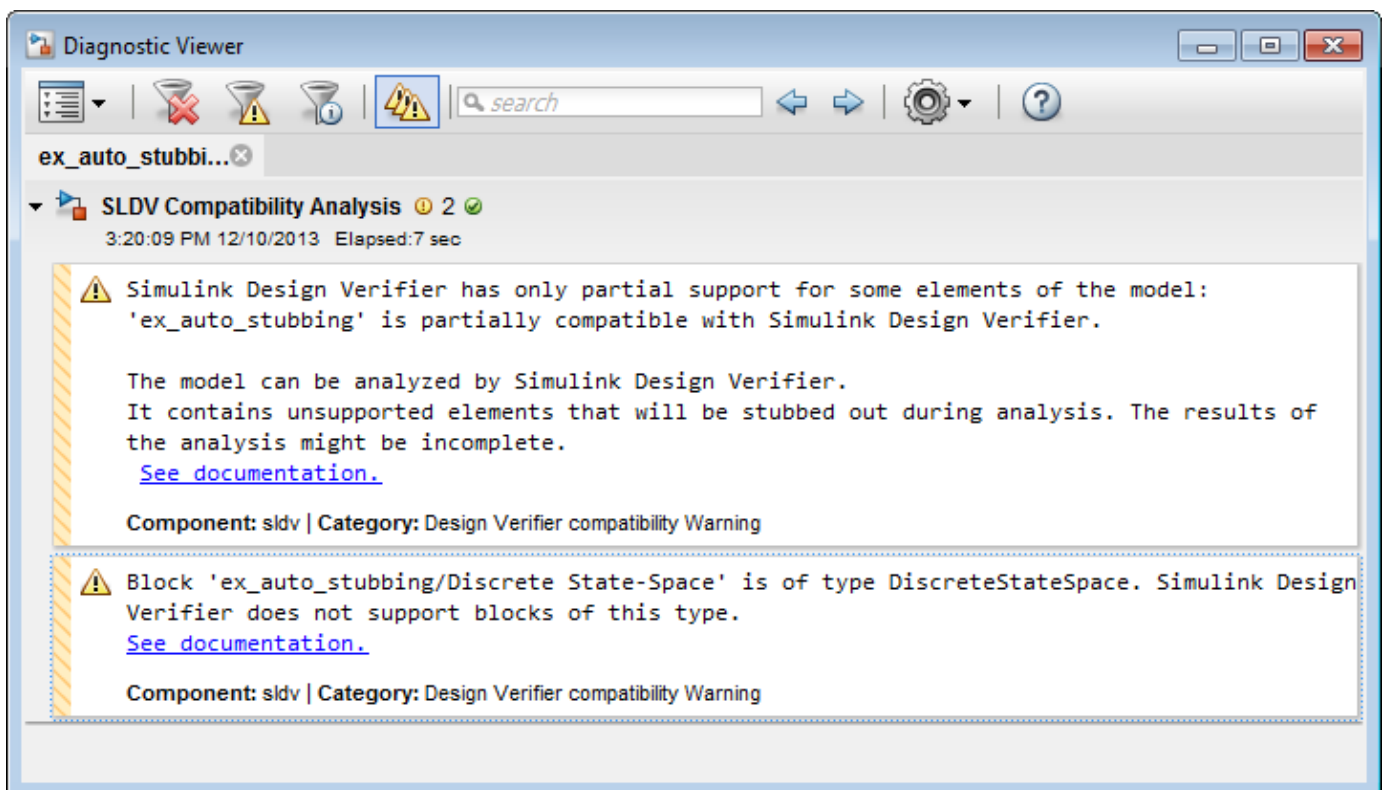 Diagnostic Viewer
search
ex_auto_stubbi...
SLDV Compatibility Analysis 2
3:20:09 PM 12/10/2013 Elapsed:7 sec
Simulink Design Verifier has only partial support for some elements of the model:
'ex_auto_stubbing' is partially compatible with Simulink Design Verifier.
The model can be analyzed by Simulink Design Verifier.
It contains unsupported elements that will be stubbed out during analysis. The results of
the analysis might be incomplete.
See documentation.
Component: sldv | Category: Design Verifier compatibility Warning
Block 'ex_auto_stubbing/Discrete State-Space' is of type DiscreteStateSpace. Simulink Design
Verifier does not support blocks of this type.
See documentation.
Component: sldv | Category: Design Verifier compatibility Warning